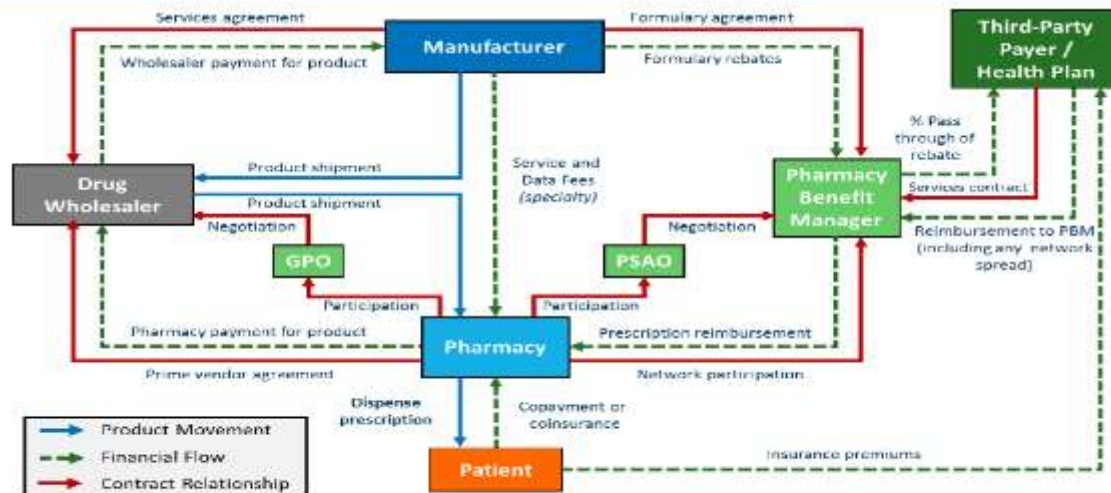 Services agreement
Formulary agreement
Manufacturer
Third-Party
Payer /
Health Plan
Wholesaler payment for product
Formulary rebates
% Pass
through of
rebate
Product shipment
Service and
Data Fees
(specialty)
Drug
Wholesaler
Pharmacy
Benefit
Manager
Services contract
Product shipment
Negotiation
Negotiation
Reimbursement to PBM
(including any network
spread)
GPO
PSAO
Participation
Participation
Pharmacy payment for product
Prescription reimbursement
Pharmacy
Prime vendor agreement
Network participation
Dispense
prescription
Copayment or
coinsurance
Product Movement
Financial Flow
Contract Relationship
Patient
Insurance premiums